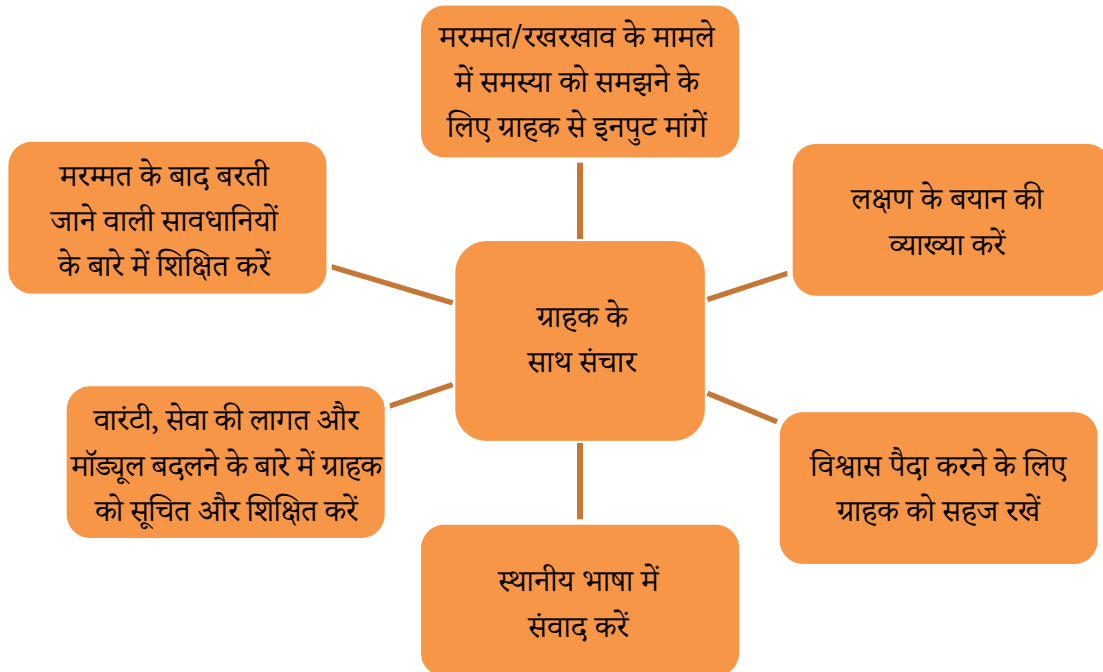 मरम्मत/रखरखाव के मामले
में समस्या को समझने के
लिए ग्राहक से इनपुट मांगें
लक्षण के बयान की
व्याख्या करें
विश्वास पैदा करने के लिए
ग्राहक को सहज रखें
स्थानीय भाषा में
संवाद करें
वारंटी, सेवा की लागत और
मॉड्यूल बदलने के बारे में ग्राहक
को सूचित और शिक्षित करें
मरम्मत के बाद बरती
जाने वाली सावधानियों
के बारे में शिक्षित करें
ग्राहक के
साथ संचार